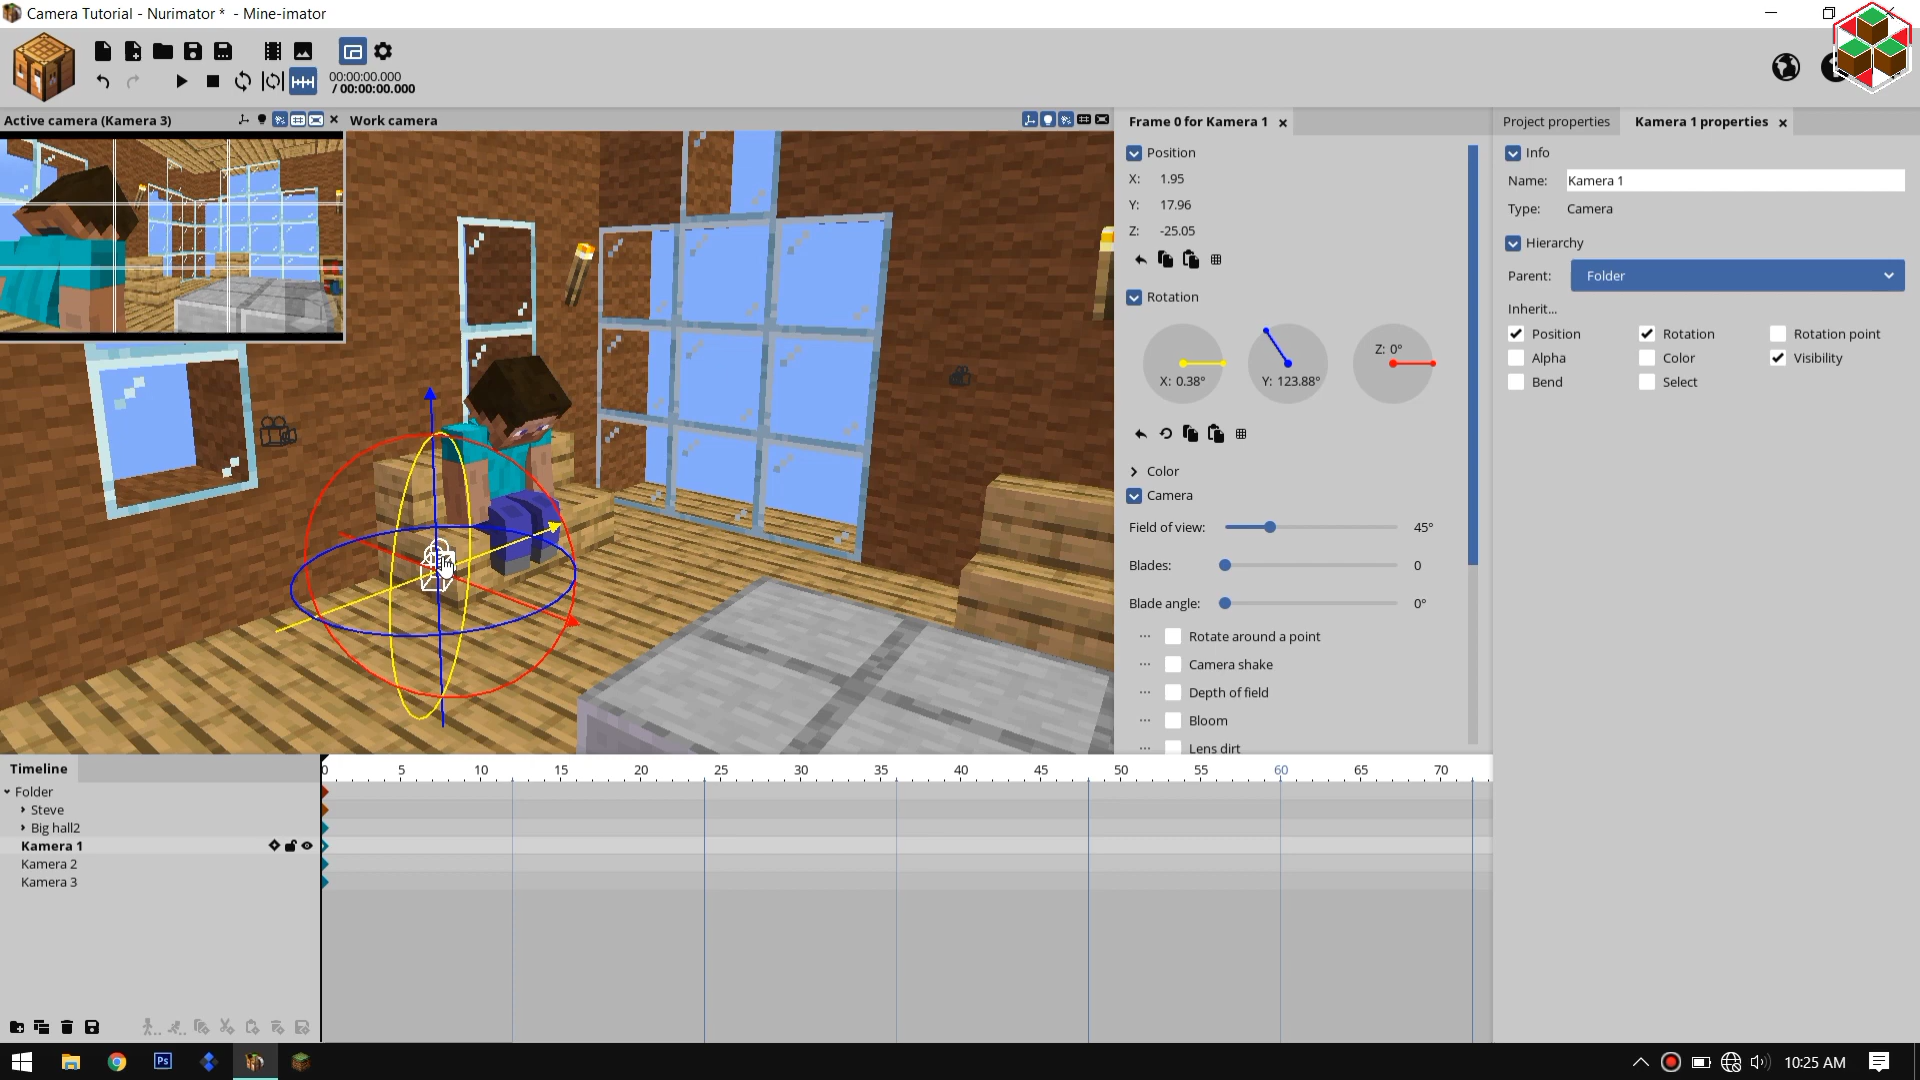 Camera Tutorial - Nurimator * - Mine-imator
00:00:00.000
/ 00:00:00.000
Active camera (Kamera 3)
Work camera
Frame 0 for Kamera 1
Position
X: 1.95
Y: 17.96
Z: -25.05
Rotation
X: 0.38°
Y: 123.88°
Z: 0°
Color
Camera
Field of view: 45°
Blades: 0
Blade angle: 0°
Rotate around a point
Camera shake
Depth of field
Bloom
Lens dirt
Project properties
Kamera 1 properties
Info
Name: Kamera 1
Type: Camera
Hierarchy
Parent: Folder
Inherit...
Position Rotation Rotation point
Alpha Color Visibility
Bend Select
Timeline
0 5 10 15 20 25 30 35 40 45 50 55 60 65 70
Folder
Steve
Big hall2
Kamera 1
Kamera 2
Kamera 3
Ps
10:25 AM